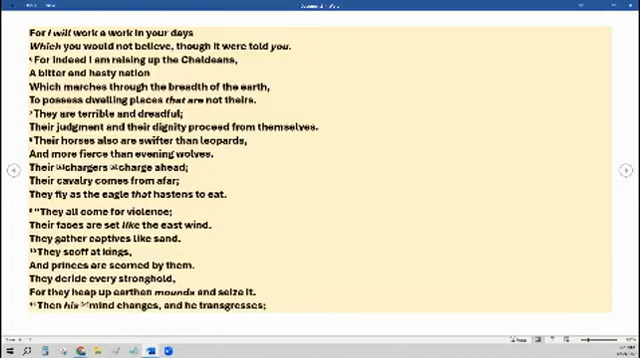 For I will work a work in your days
Which you would not believe, though it were told you.
For indeed I am raising up the Chaldeans,
A bitter and hasty nation
Which marches through the breadth of the earth,
To possess dwelling places that are not theirs.
They are terrible and dreadful;
Their judgment and their dignity proceed from themselves.
Their horses also are swifter than leopards,
And more fierce than evening wolves.
Their chargers charge ahead;
Their cavalry comes from afar;
They fly as the eagle that hastens to eat.
They all come for violence;
Their faces are set like the east wind.
They gather captives like sand.
They scoff at kings,
And princes are scorned by them.
They deride every stronghold,
For they heap up earthen mounds and seize it.
Then his mind changes, and he transgresses;